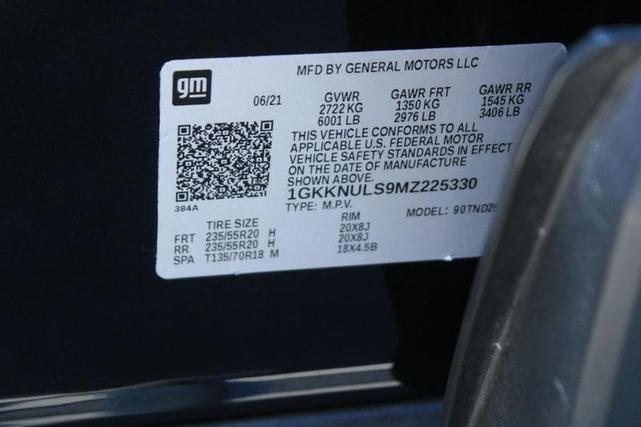 gm
MFD BY GENERAL MOTORS LLC
06/21 GVWR GAWR FRT GAWR RR
2722 KG 1350 KG 1545 KG
6001 LB 2976 LB 3406 LB
THIS VEHICLE CONFORMS TO ALL
APPLICABLE U.S. FEDERAL MOTOR
VEHICLE SAFETY STANDARDS IN EFFECT
ON THE DATE OF MANUFACTURE
SHOWN ABOVE.
1GKKNULS9MZ225330
384A
TYPE: M.P.V. MODEL:
TIRE SIZE RIM
FRT 235/55R20 H 20X8J
RR 235/55R20 H 20X8J
SPA T135/70R18 M 18X4.5B